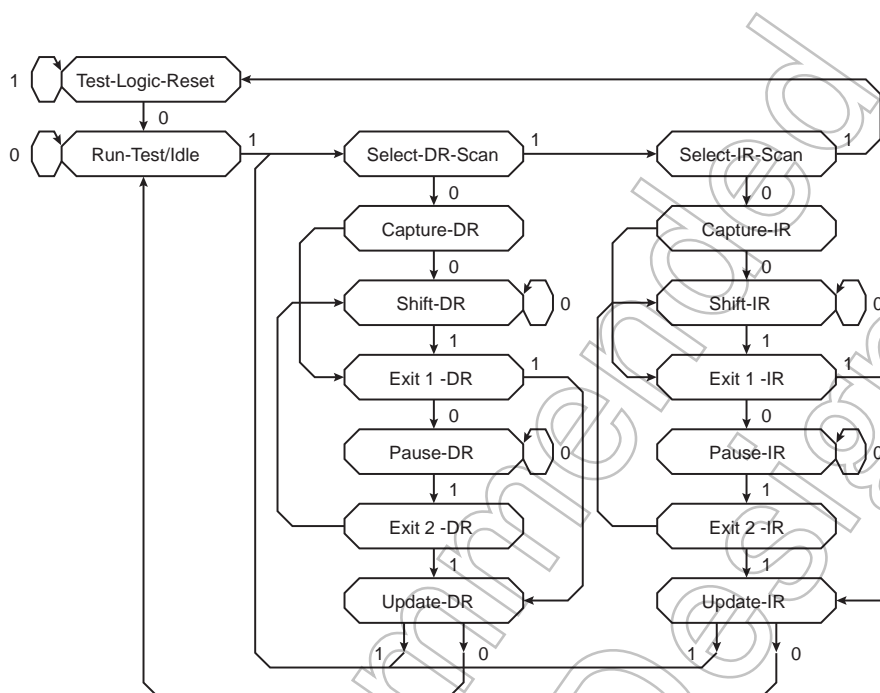 1 Test-Logic-Reset
0
0 Run-Test/Idle 1 Select-DR-Scan 1 Select-IR-Scan 1
0 0
Capture-DR Capture-IR
0 0
Shift-DR 0 Shift-IR 0
1 1
Exit 1 -DR 1 Exit 1 -IR 1
0 0
Pause-DR 0 Pause-IR 0
1 1
Exit 2 -DR Exit 2 -IR
1 1
Update-DR Update-IR
1 0 1 0